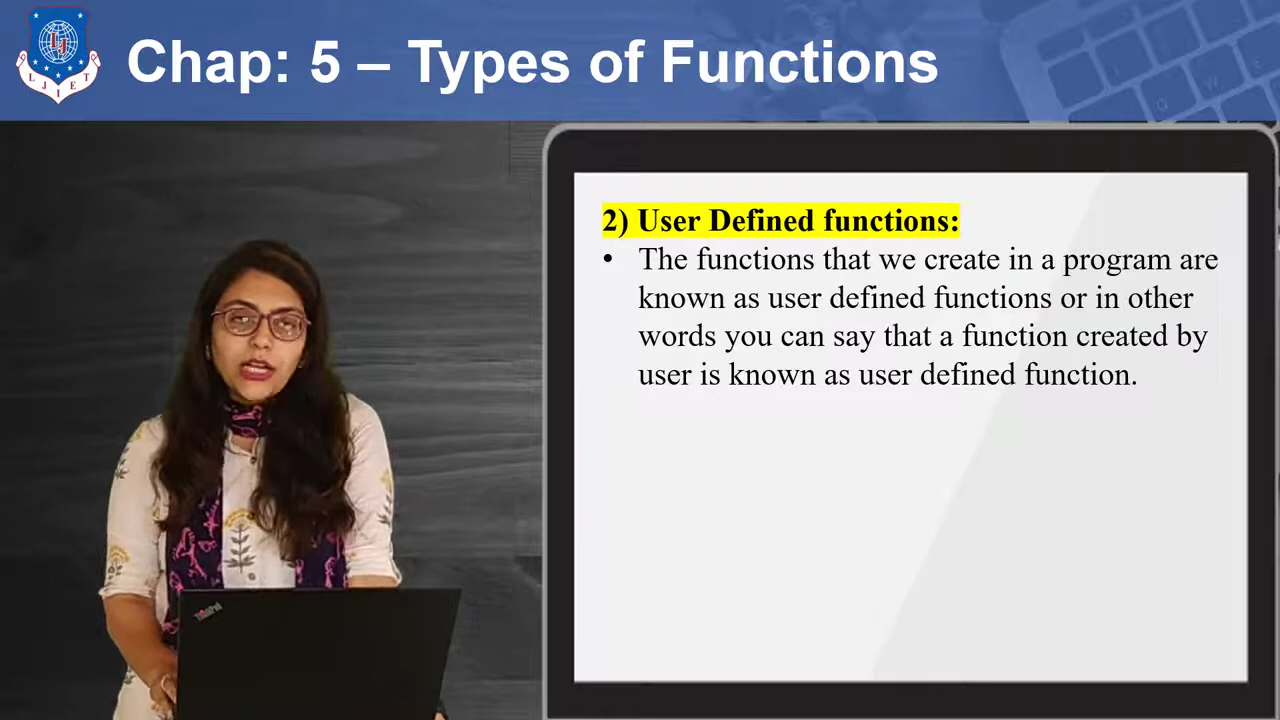 Chap: 5 – Types of Functions
LJ
L J I E T
2) User Defined functions:
• The functions that we create in a program are
known as user defined functions or in other
words you can say that a function created by
user is known as user defined function.
ThinkPad